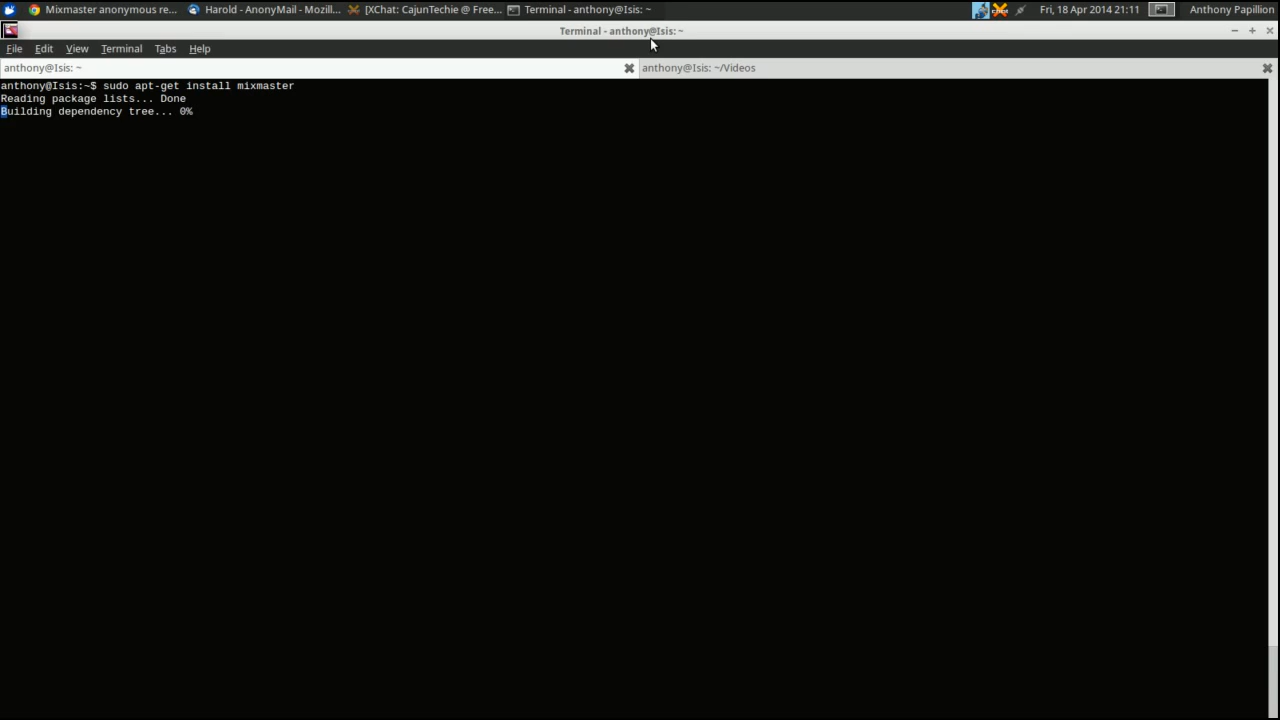 Mixmaster anonymous re... Harold - AnonyMail - Mozill... [XChat: CajunTechie @ Free... Terminal - anthony@Isis: ~ Fri, 18 Apr 2014 21:11 Anthony Papillion
Terminal - anthony@Isis: ~
File Edit View Terminal Tabs Help
anthony@Isis: ~ anthony@Isis: ~/Videos
anthony@Isis:~$ sudo apt-get install mixmaster
Reading package lists... Done
Building dependency tree... 0%